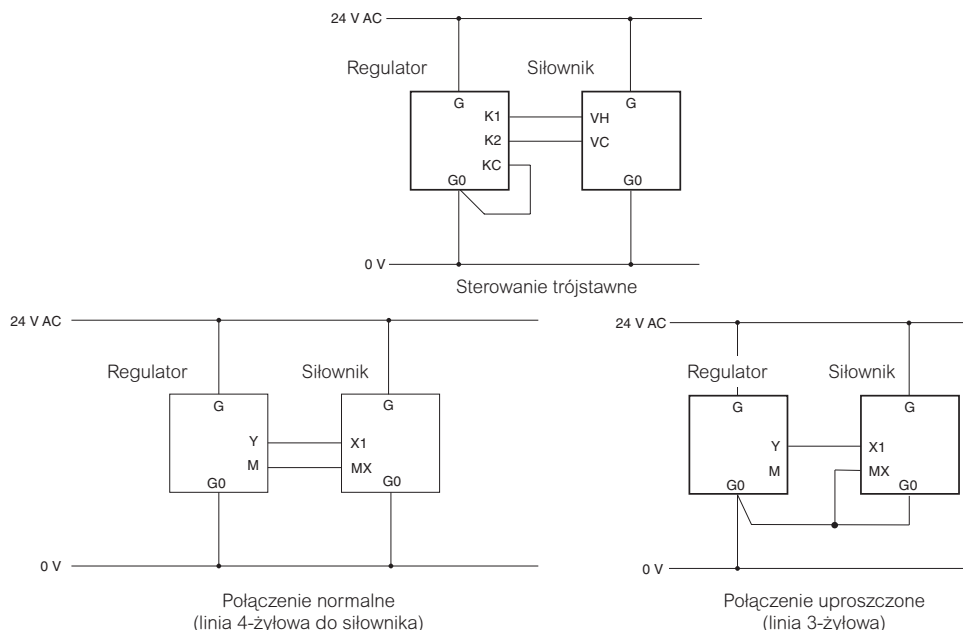 24 V AC
Regulator
Siłownik
G
G
K1
VH
K2
VC
KC
G0
G0
0 V
Sterowanie trójstawne
24 V AC
Regulator
Siłownik
G
G
Y
X1
M
MX
G0
G0
0 V
Połączenie normalne
(linia 4-żyłowa do siłownika)
24 V AC
Regulator
Siłownik
G
G
Y
X1
M
MX
G0
G0
0 V
Połączenie uproszczone
(linia 3-żyłowa)